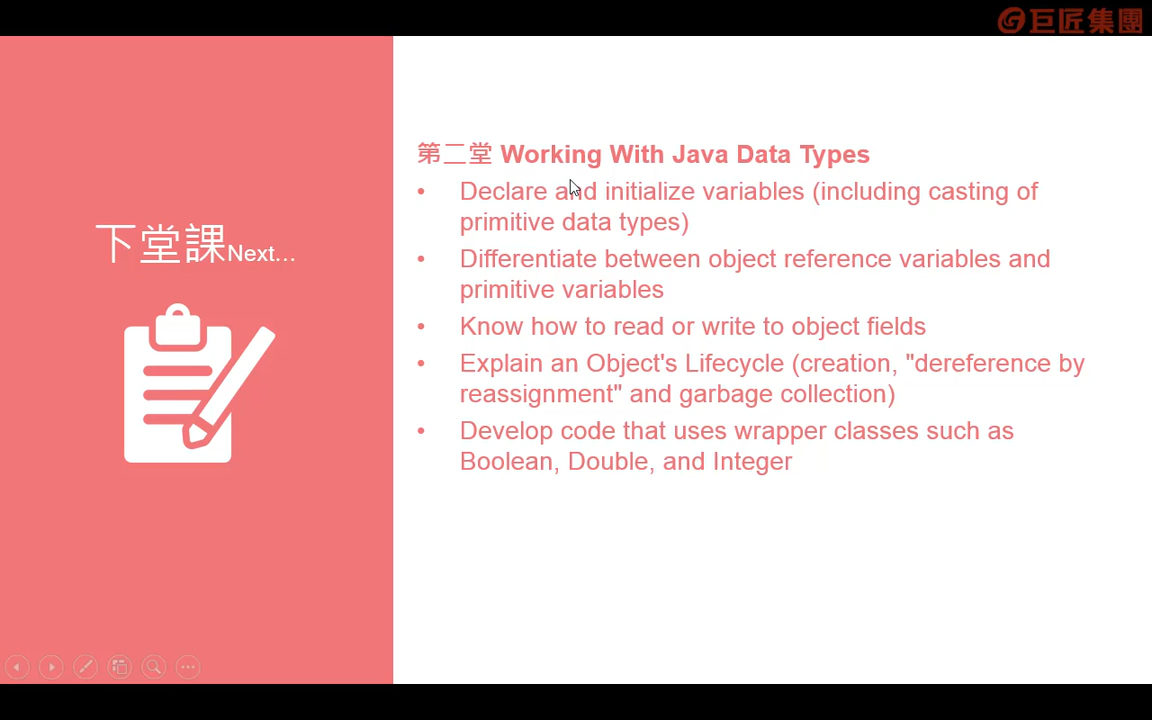 巨匠集團
下堂課Next...
第二堂 Working With Java Data Types
• Declare and initialize variables (including casting of
primitive data types)
• Differentiate between object reference variables and
primitive variables
• Know how to read or write to object fields
• Explain an Object's Lifecycle (creation, "dereference by
reassignment" and garbage collection)
• Develop code that uses wrapper classes such as
Boolean, Double, and Integer